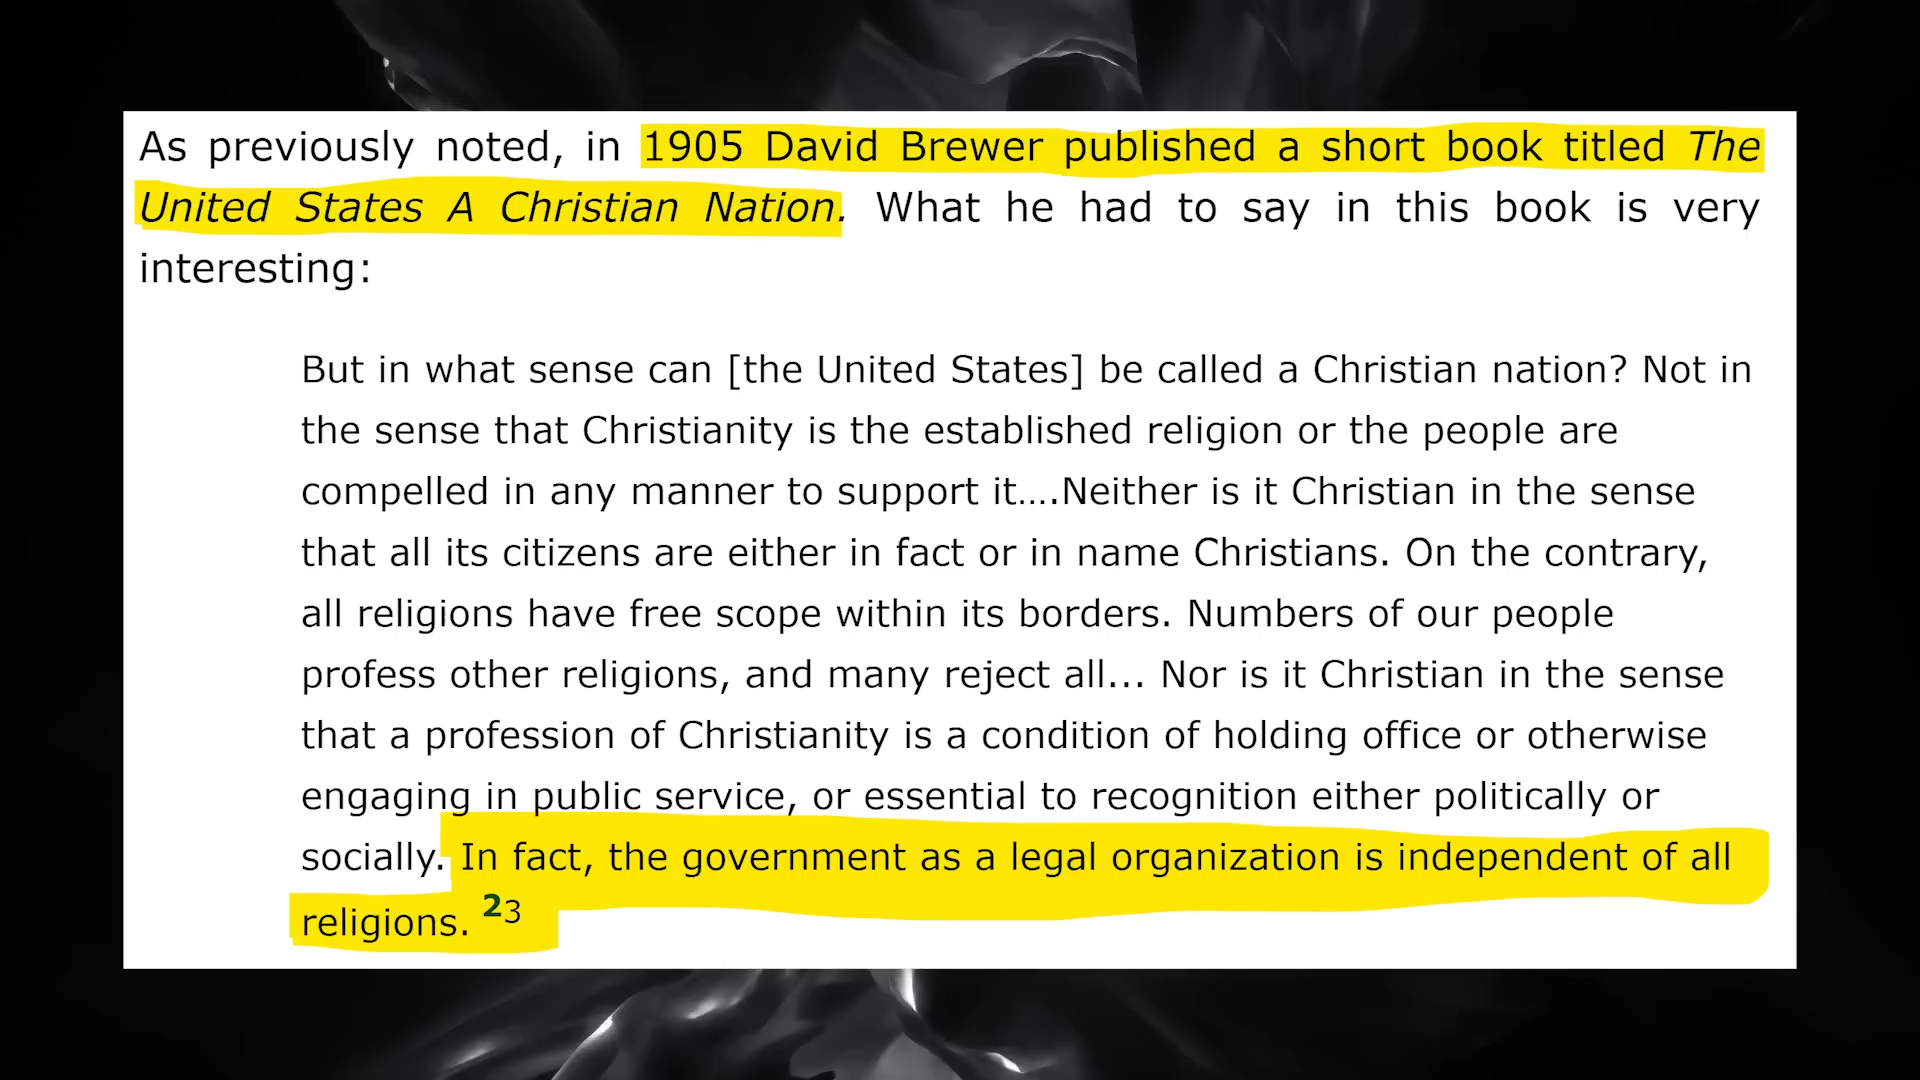 As previously noted, in 1905 David Brewer published a short book titled The
United States A Christian Nation. What he had to say in this book is very
interesting:
But in what sense can [the United States] be called a Christian nation? Not in
the sense that Christianity is the established religion or the people are
compelled in any manner to support it….Neither is it Christian in the sense
that all its citizens are either in fact or in name Christians. On the contrary,
all religions have free scope within its borders. Numbers of our people
profess other religions, and many reject all... Nor is it Christian in the sense
that a profession of Christianity is a condition of holding office or otherwise
engaging in public service, or essential to recognition either politically or
socially. In fact, the government as a legal organization is independent of all
religions. 23